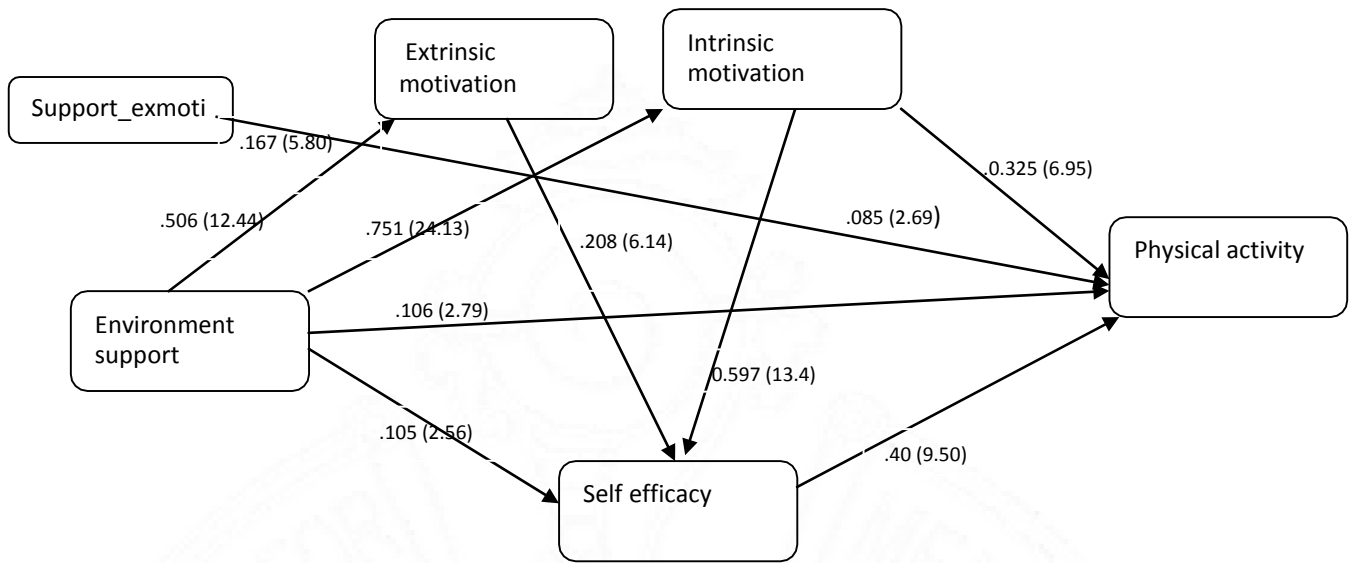 Extrinsic
motivation
Intrinsic
motivation
Support_exmoti
.167 (5.80)
.0.325 (6.95)
.506 (12.44)
.751 (24.13)
.208 (6.14)
.085 (2.69)
Physical activity
Environment
support
.106 (2.79)
0.597 (13.4)
.105 (2.56)
.40 (9.50)
Self efficacy